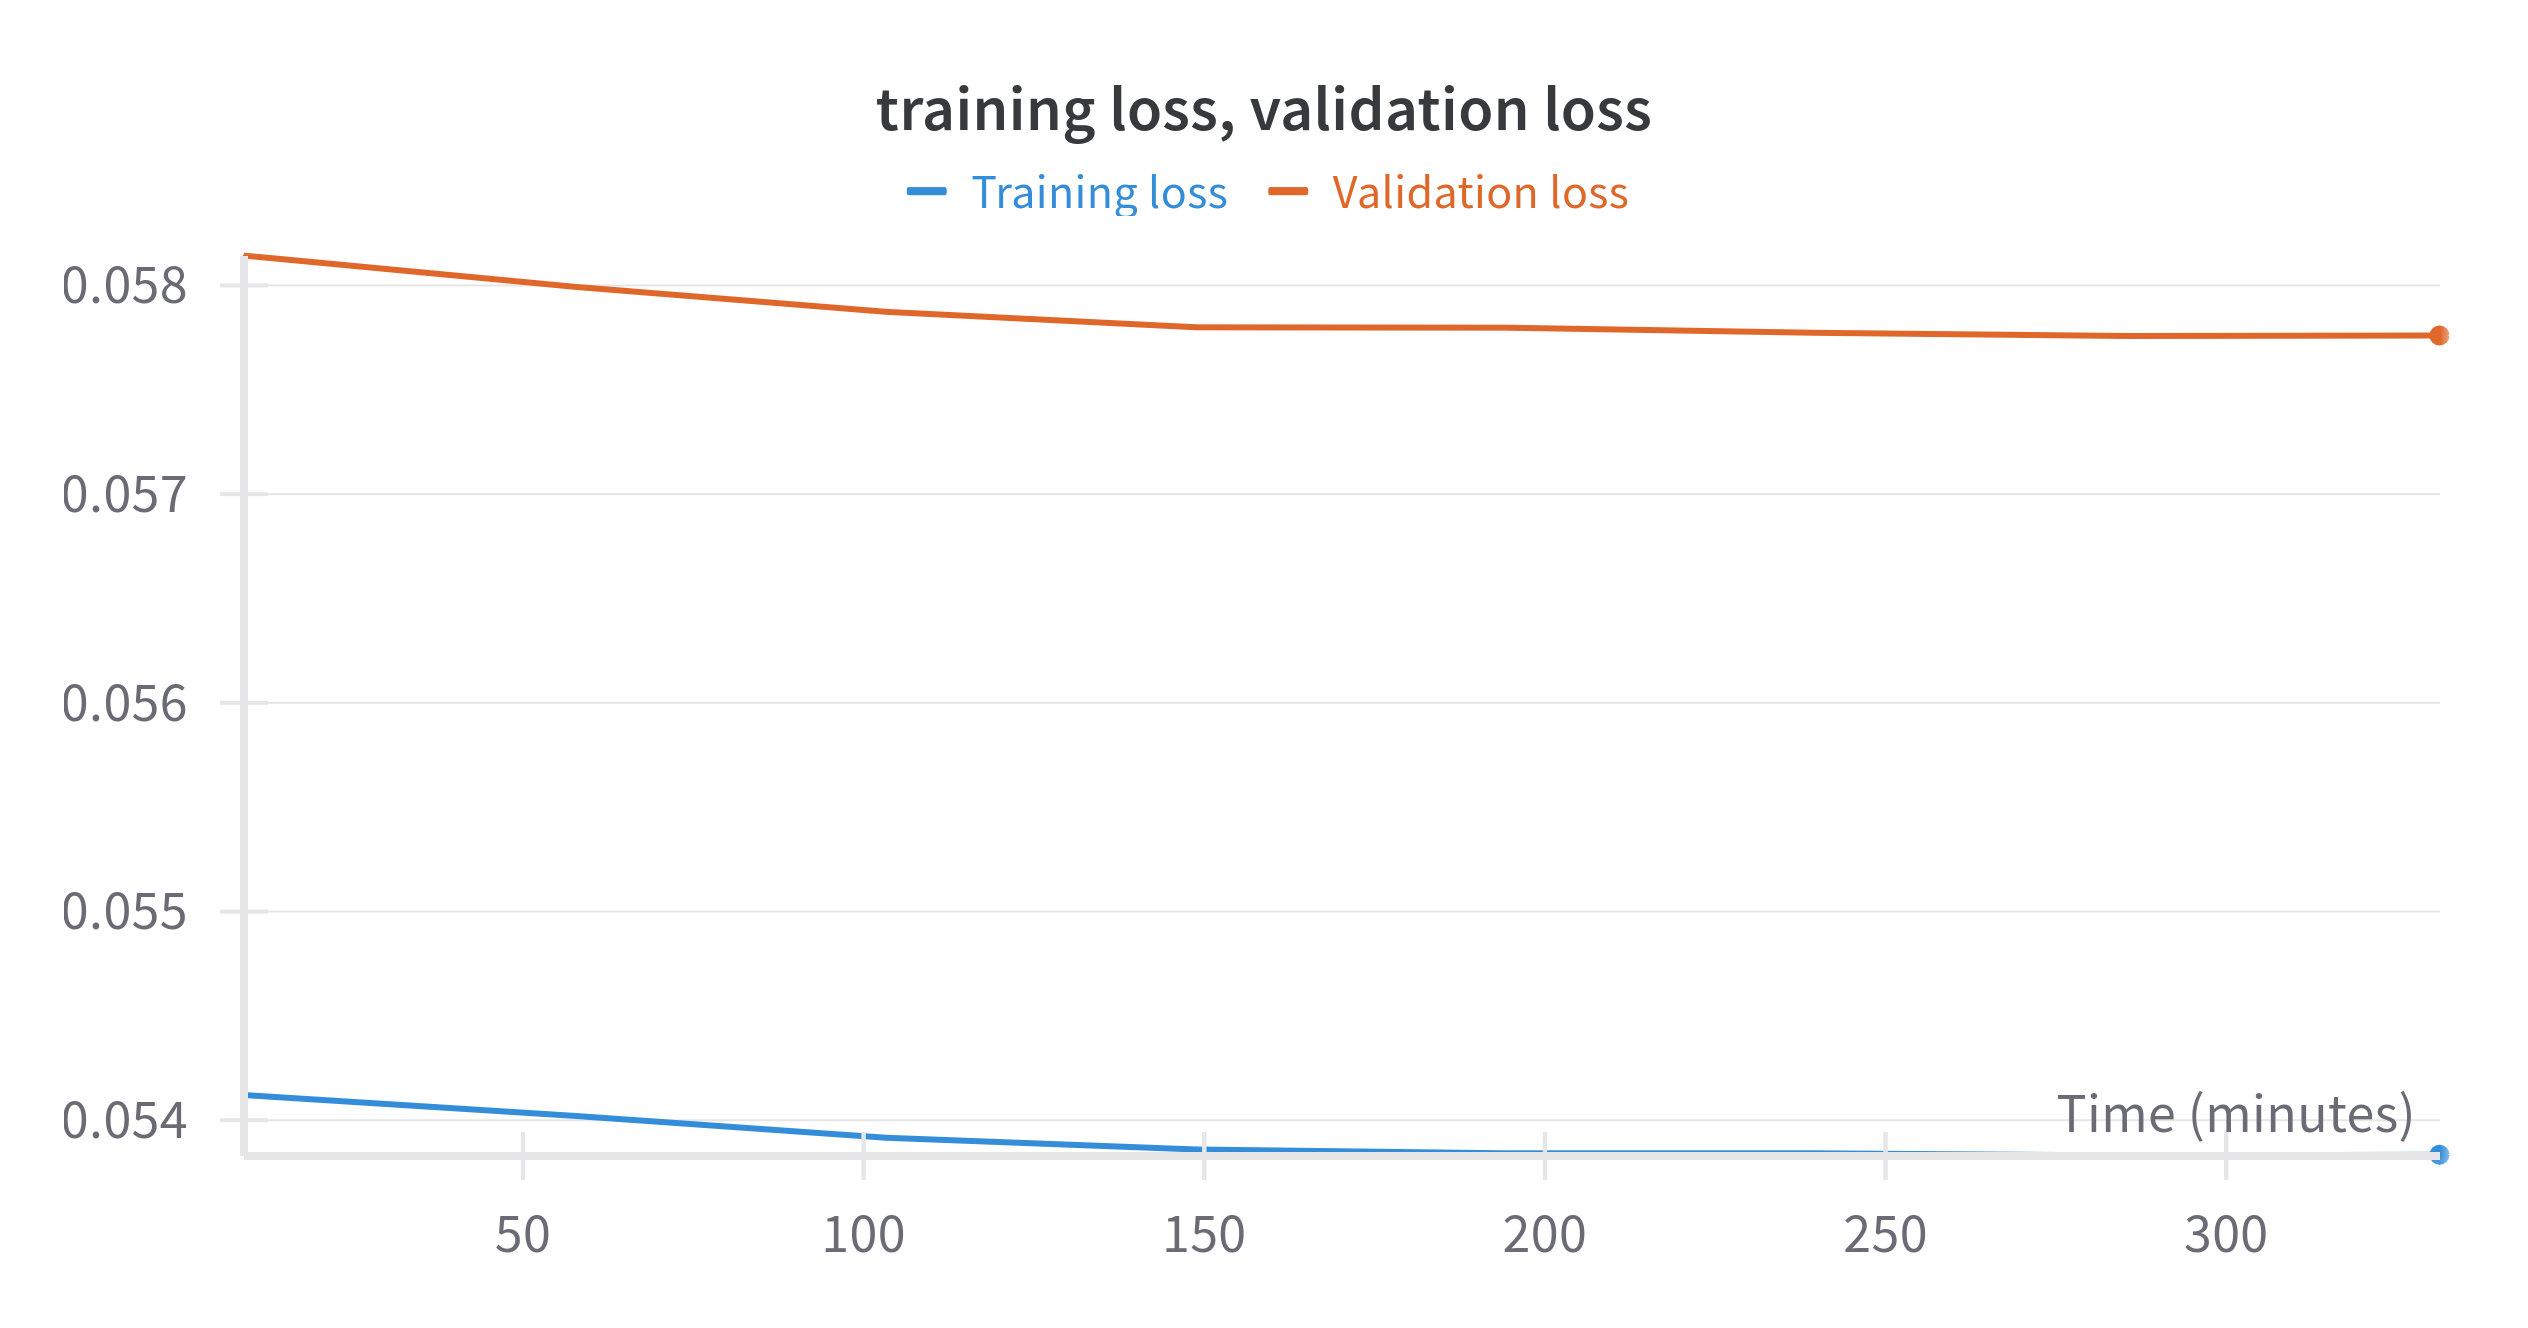 training loss, validation loss
Training loss Validation loss
0.058
0.057
0.056
0.055
0.054
Time (minutes)
50 100 150 200 250 300